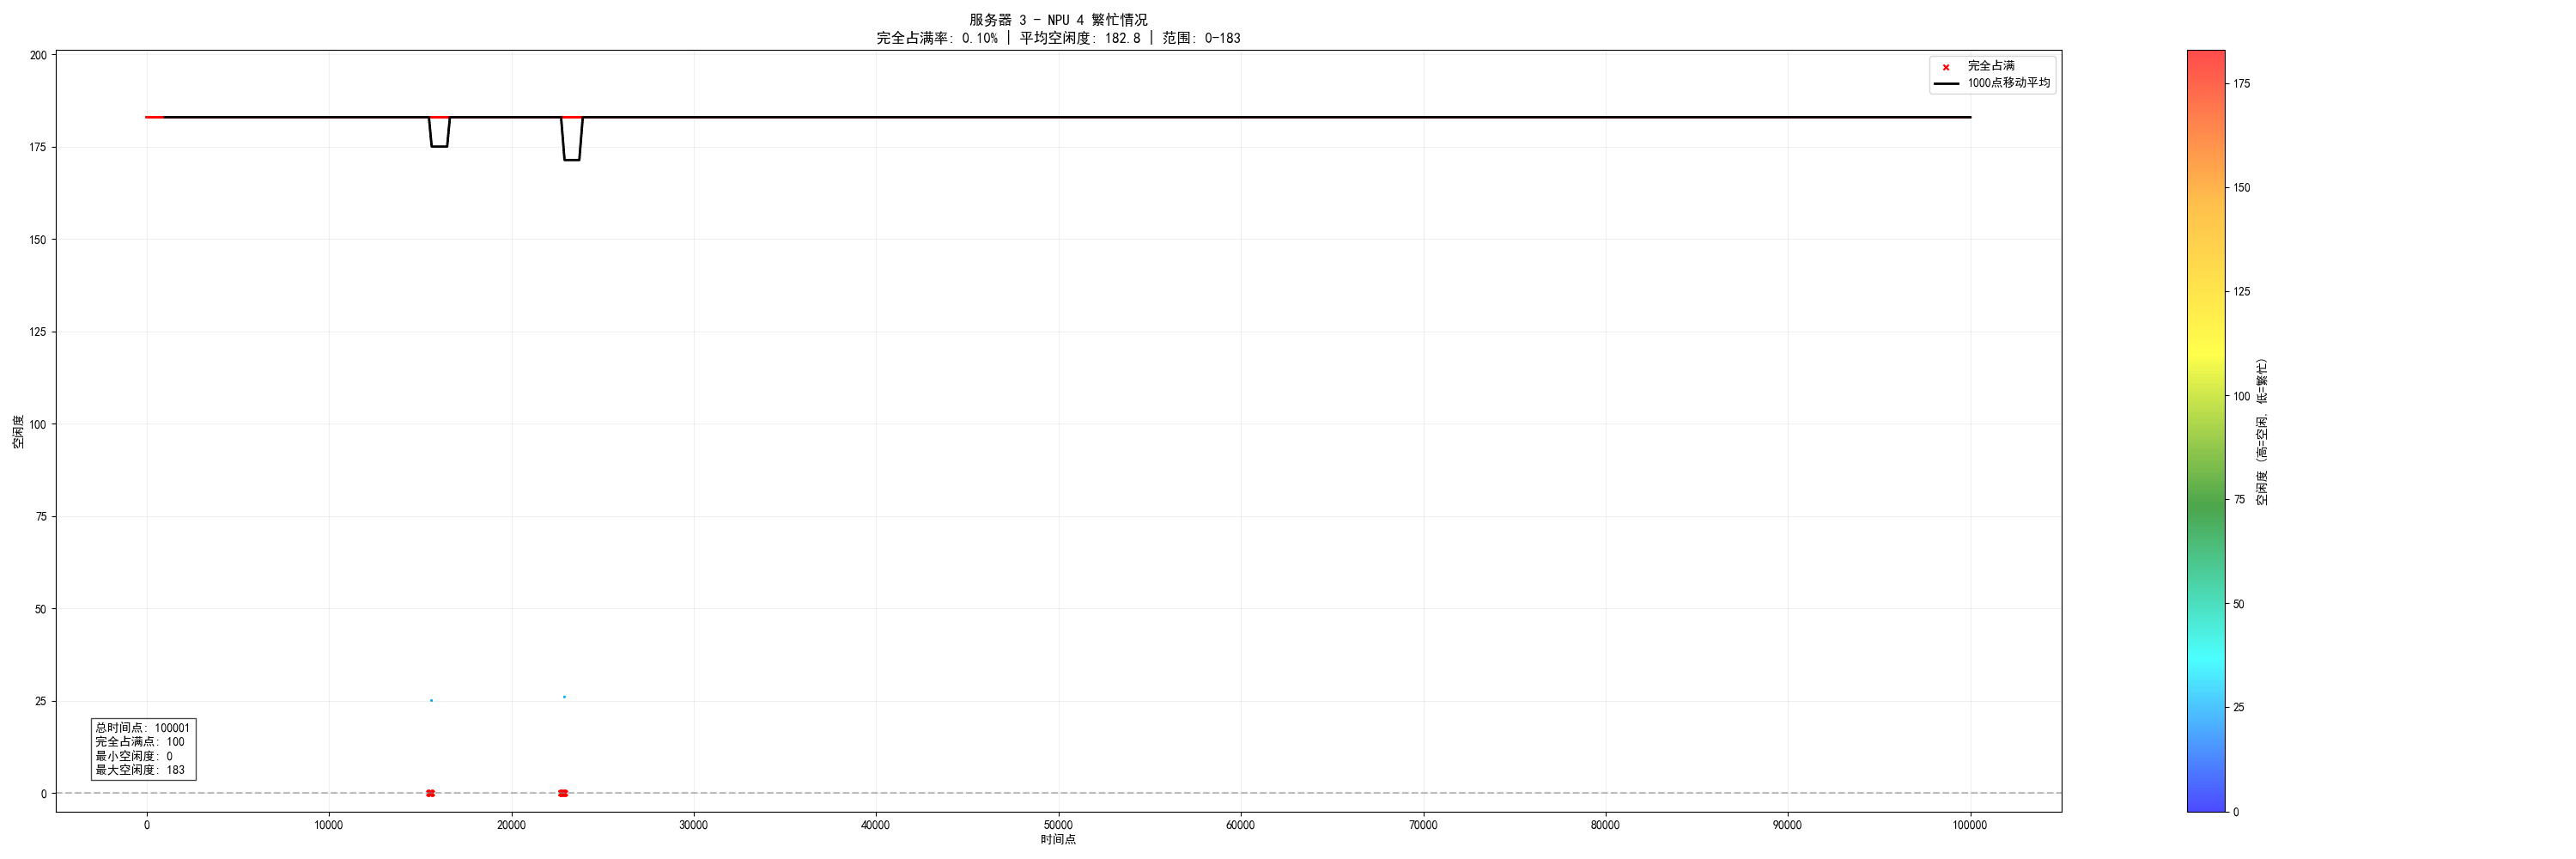 服务器 3 - NPU 4 繁忙情况
完全占满率: 0.10% | 平均空闲度: 182.8 | 范围: 0-183
完全占满
1000点移动平均
200
175
150
125
100
75
50
25
0
空闲度
总时间点: 100001
完全占满点: 100
最小空闲度: 0
最大空闲度: 183
0
10000
20000
30000
40000
50000
60000
70000
80000
90000
100000
时间点
175
150
125
100
75
50
25
0
空闲度 (高=空闲, 低=繁忙)